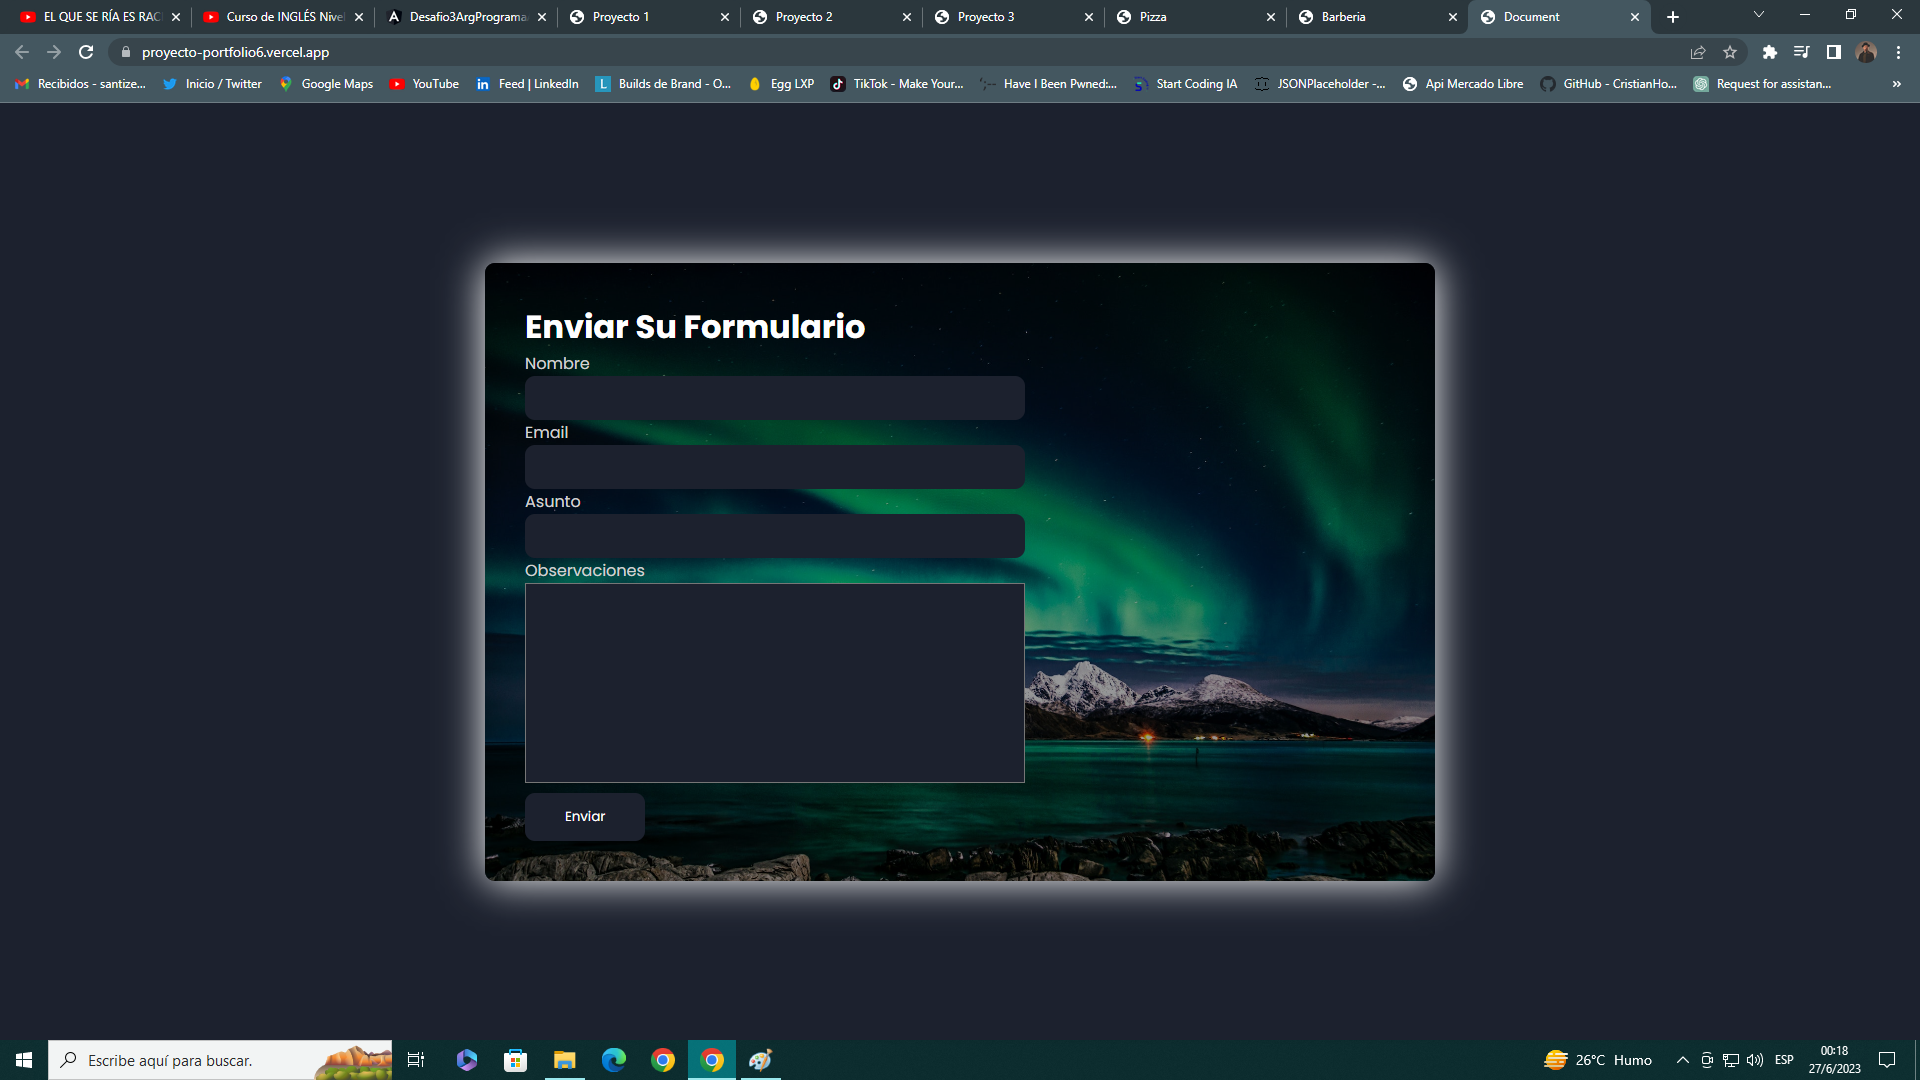 EL QUE SE RÍA ES RACI
Curso de INGLÉS Nivel
Desafio3ArgPrograma
Proyecto 1
Proyecto 2
Proyecto 3
Pizza
Barberia
Document
proyecto-portfolio6.vercel.app
Recibidos - santize...
Inicio / Twitter
Google Maps
YouTube
Feed | LinkedIn
Builds de Brand - O...
Egg LXP
TikTok - Make Your...
Have I Been Pwned:...
Start Coding IA
JSONPlaceholder -...
Api Mercado Libre
GitHub - CristianHo...
Request for assistan...
»
Enviar Su Formulario
Nombre
Email
Asunto
Observaciones
Enviar
Escribe aquí para buscar.
26°C Humo
ESP
00:18
27/6/2023